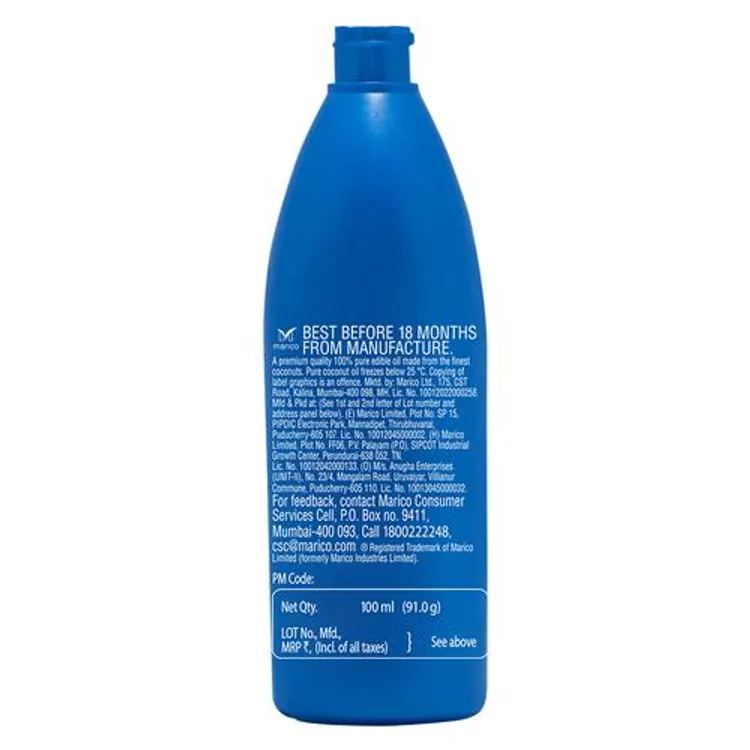 marico
BEST BEFORE 18 MONTHS
FROM MANUFACTURE.
A premium quality 100% pure edible oil made from the finest
coconuts. Pure coconut oil freezes below 25 °C. Copying of
label graphics is an offence. Mktd. by: Marico Ltd., 175, CST
Road, Kalina, Mumbai-400 098, MH, Lic. No. 10012022000258.
Mfd & Pkd at: (See 1st and 2nd letter of Lot number and
address panel below). (E) Marico Limited, Plot No. SP 15,
PIPDIC Electronic Park, Mannadipet, Thirubhuvanai,
Puducherry-605 107. Lic. No. 10012045000002. (H) Marico
Limited, Plot No. FF06, P.V. Palayam (P.O), SIPCOT Industrial
Growth Center, Perundurai-638 052, TN.
Lic. No. 10012042000133. (O) M/s. Anugha Enterprises
(UNIT-II), No. 23/4, Mangalam Road, Uruvaiyar, Villianur
Commune, Puducherry-605 110. Lic. No. 10013045000032.
For feedback, contact Marico Consumer
Services Cell, P.O. Box no. 9411,
Mumbai-400 093, Call 1800222248,
csc@marico.com ® Registered Trademark of Marico
Limited (formerly Marico Industries Limited).
PM Code:
Net Qty. 100 ml (91.0 g)
LOT No., Mfd.,
MRP ₹, (Incl. of all taxes) } See above